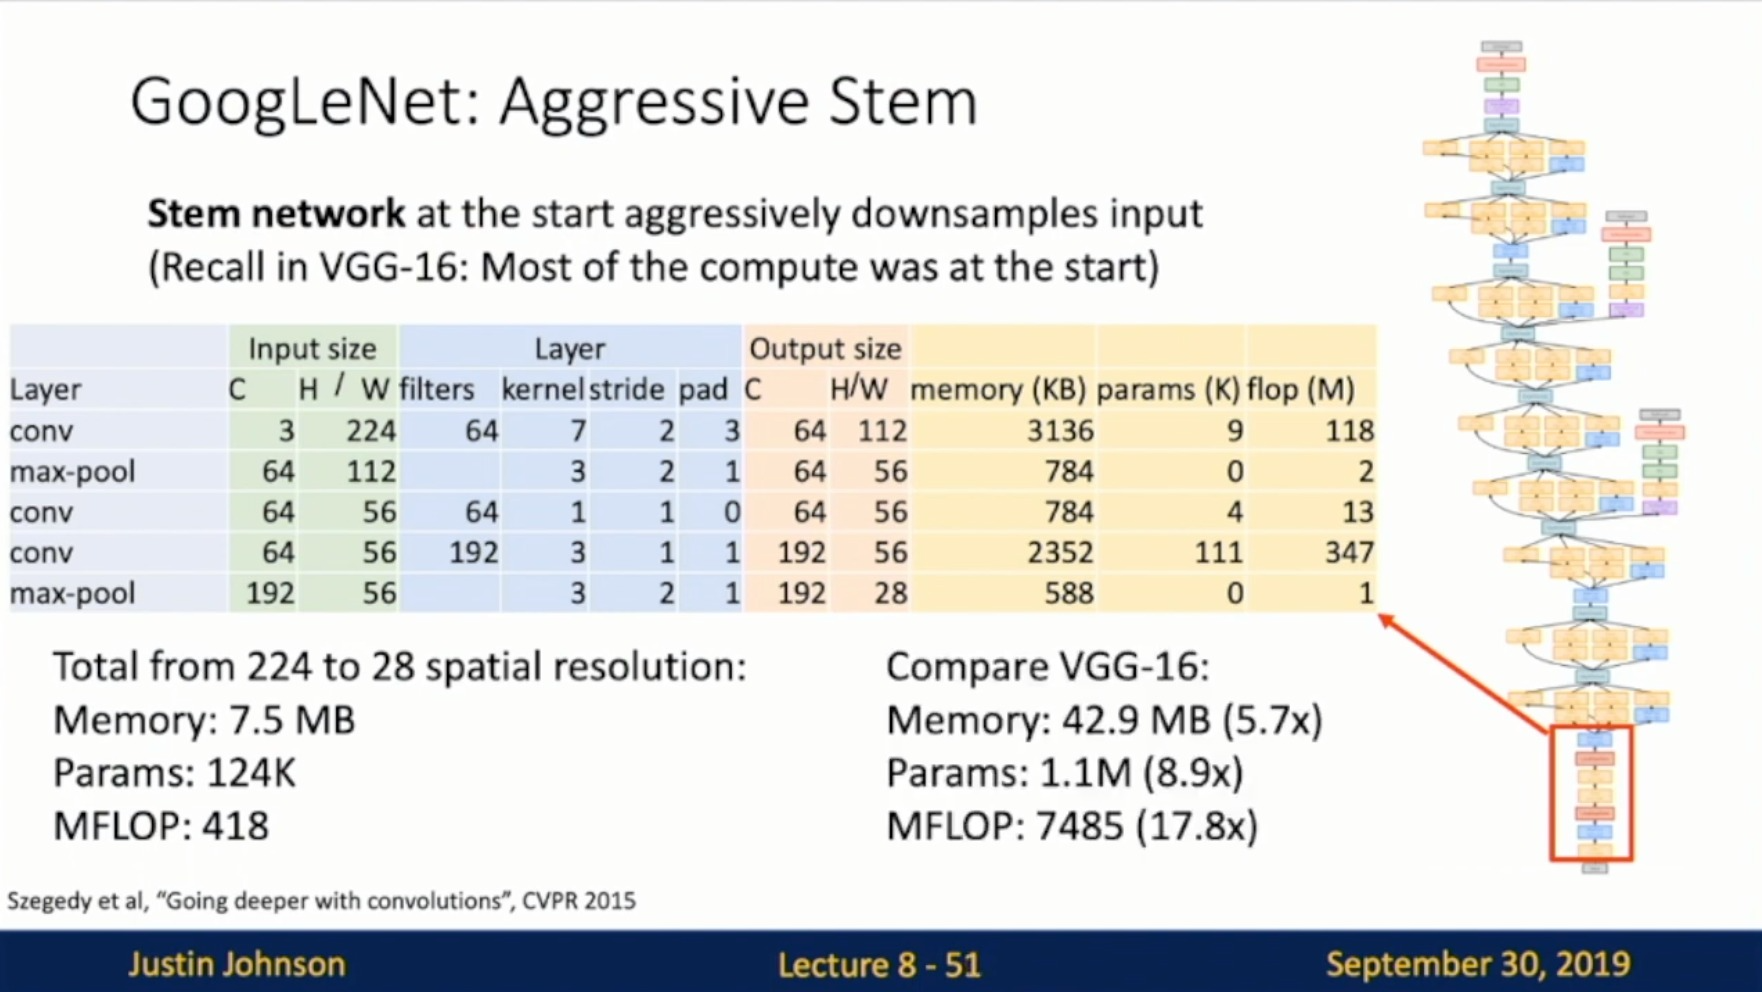 GoogLeNet: Aggressive Stem
Stem network at the start aggressively downsamples input
(Recall in VGG-16: Most of the compute was at the start)
Input size Layer Output size
Layer C H / W filters kernel stride pad C H/W memory (KB) params (K) flop (M)
conv 3 224 64 7 2 3 64 112 3136 9 118
max-pool 64 112 3 2 1 64 56 784 0 2
conv 64 56 64 1 1 0 64 56 784 4 13
conv 64 56 192 3 1 1 192 56 2352 111 347
max-pool 192 56 3 2 1 192 28 588 0 1
Total from 224 to 28 spatial resolution:
Memory: 7.5 MB
Params: 124K
MFLOP: 418
Compare VGG-16:
Memory: 42.9 MB (5.7x)
Params: 1.1M (8.9x)
MFLOP: 7485 (17.8x)
Szegedy et al, “Going deeper with convolutions”, CVPR 2015
Justin Johnson
Lecture 8 - 51
September 30, 2019